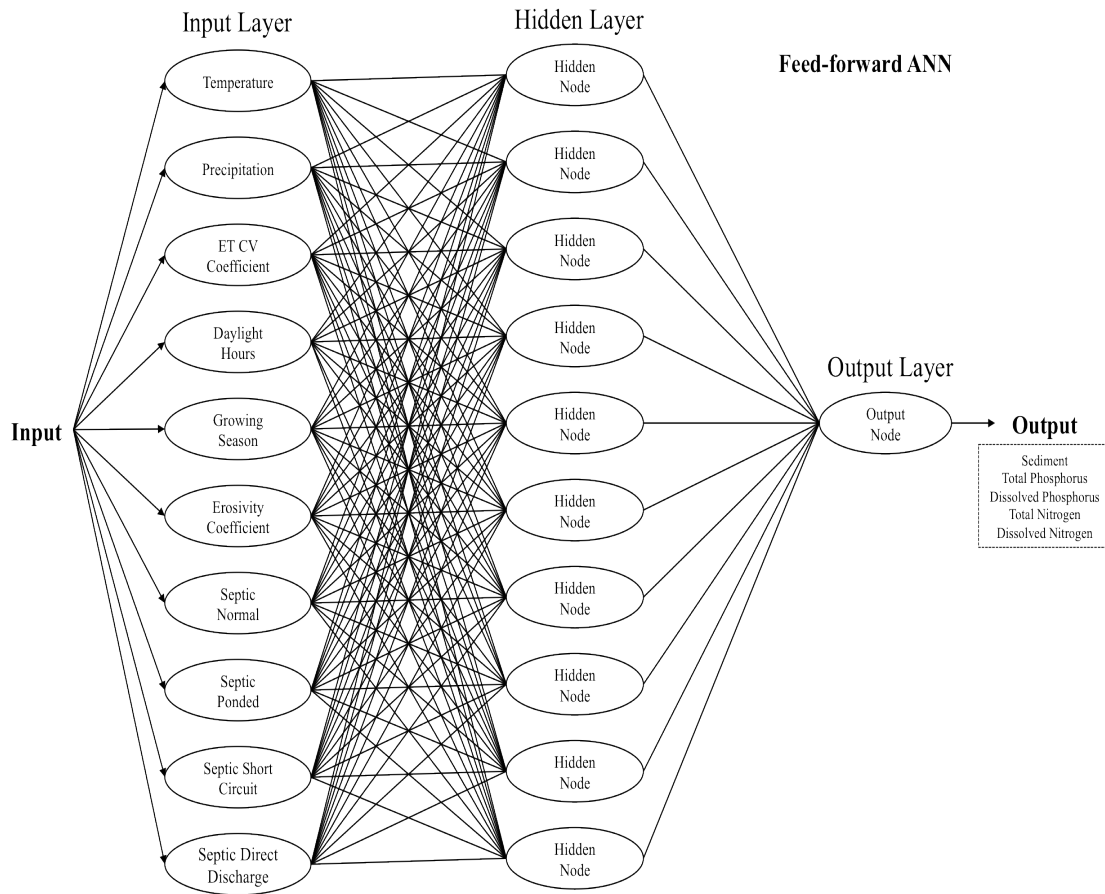 Input Layer
Hidden Layer
Feed-forward ANN
Temperature
Precipitation
ET CV
Coefficient
Daylight
Hours
Growing
Season
Erosivity
Coefficient
Septic
Normal
Septic
Ponded
Septic Short
Circuit
Septic Direct
Discharge
Input
Hidden
Node
Hidden
Node
Hidden
Node
Hidden
Node
Hidden
Node
Hidden
Node
Hidden
Node
Hidden
Node
Hidden
Node
Hidden
Node
Output Layer
Output
Node
Output
Sediment
Total Phosphorus
Dissolved Phosphorus
Total Nitrogen
Dissolved Nitrogen